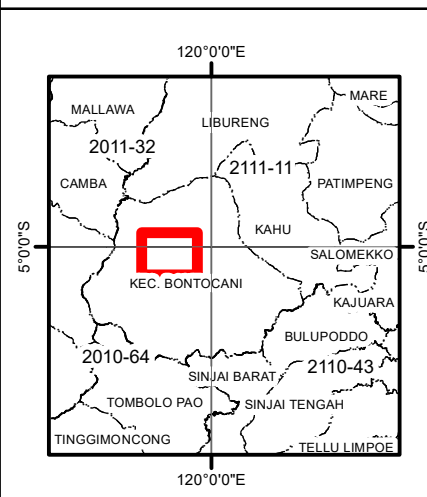 120°0'0"E
MARE
MALLAWA
LIBURENG
2011-32
2111-11
CAMBA
PATIMPENG
KAHU
5°0'0"S
SALOMEKKO
5°0'0"S
KEC. BONTOCANI
KAJUARA
BULUPODDO
2010-64
2110-43
SINJAI BARAT
TOMBOLO PAO
SINJAI TENGAH
TINGGIMONCONG
TELLU LIMPOE
120°0'0"E